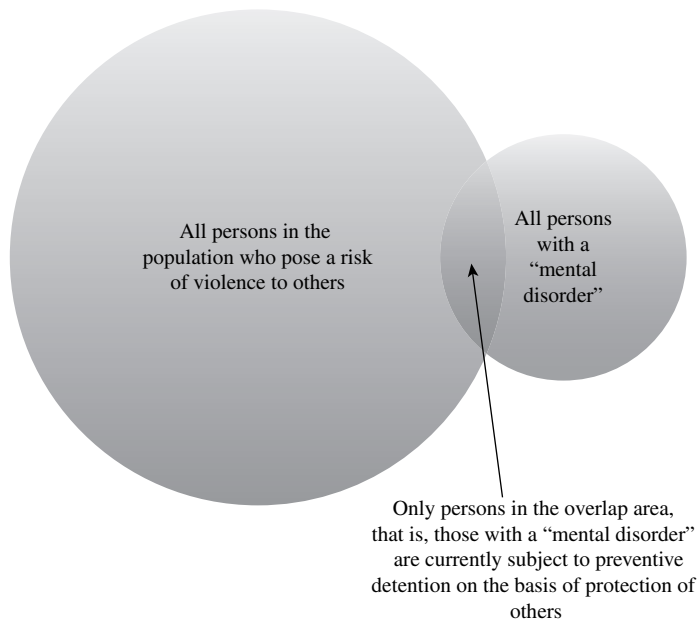 All persons in the
population who pose a risk
of violence to others
All persons
with a
“mental
disorder”
Only persons in the overlap area,
that is, those with a “mental disorder”
are currently subject to preventive
detention on the basis of protection of
others